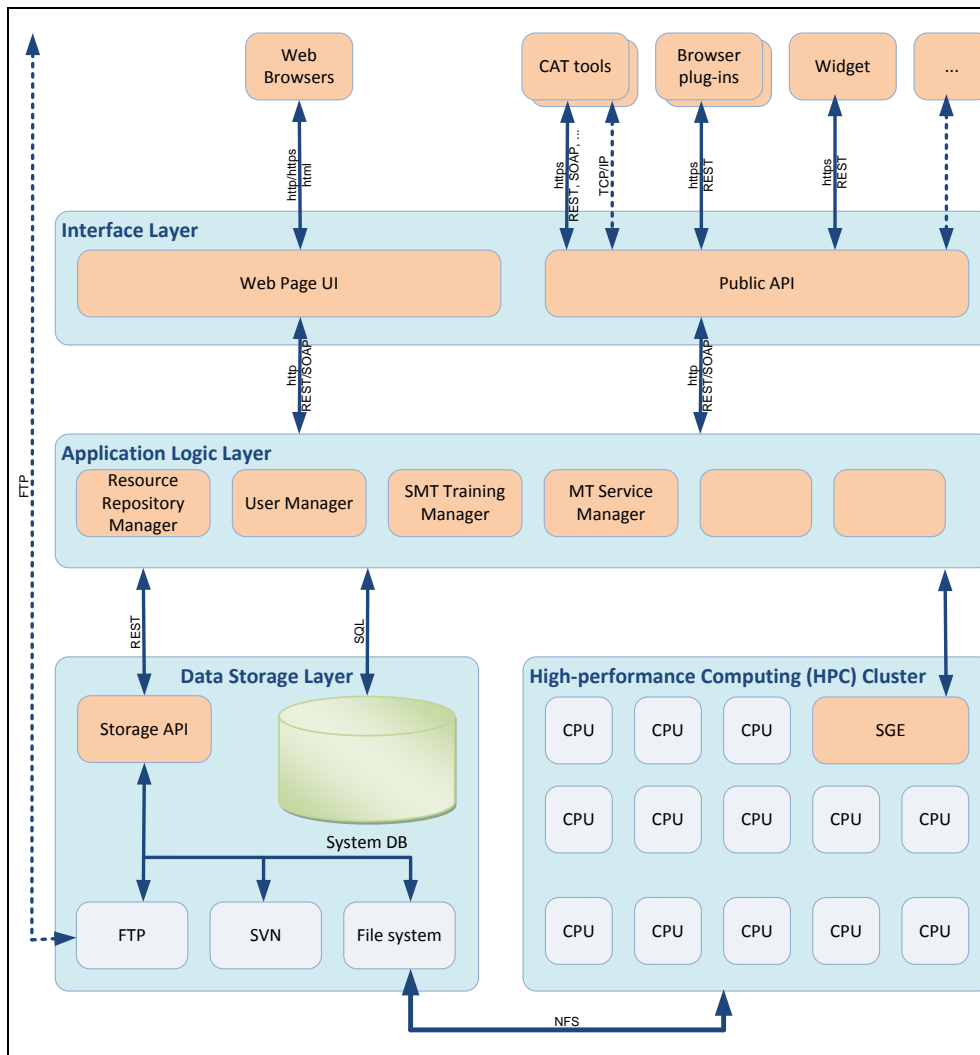 Web
Browsers
CAT tools
Browser
plug-ins
Widget
...
http/https
html
https
REST, SOAP, ...
TCP/IP
https
REST
https
REST
Interface Layer
Web Page UI
Public API
http
REST/SOAP
http
REST/SOAP
FTP
Application Logic Layer
Resource
Repository
Manager
User Manager
SMT Training
Manager
MT Service
Manager
REST
SQL
Data Storage Layer
High-performance Computing (HPC) Cluster
Storage API
System DB
CPU
CPU
CPU
SGE
CPU
CPU
CPU
CPU
CPU
FTP
SVN
File system
CPU
CPU
CPU
CPU
CPU
NFS